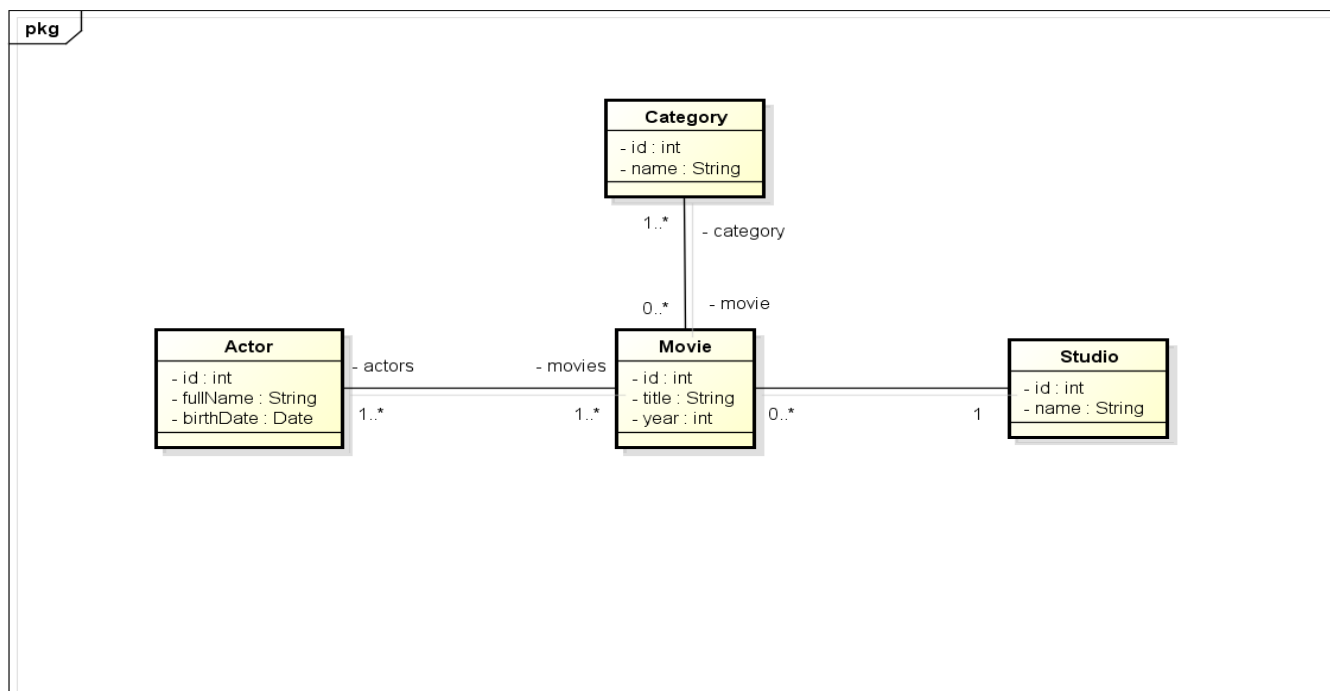 pkg
Category
- id : int
- name : String
1..*
- category
0..*
- movie
Actor
- id : int
- fullName : String
- birthDate : Date
- actors
- movies
1..*
1..*
Movie
- id : int
- title : String
- year : int
0..*
1
Studio
- id : int
- name : String